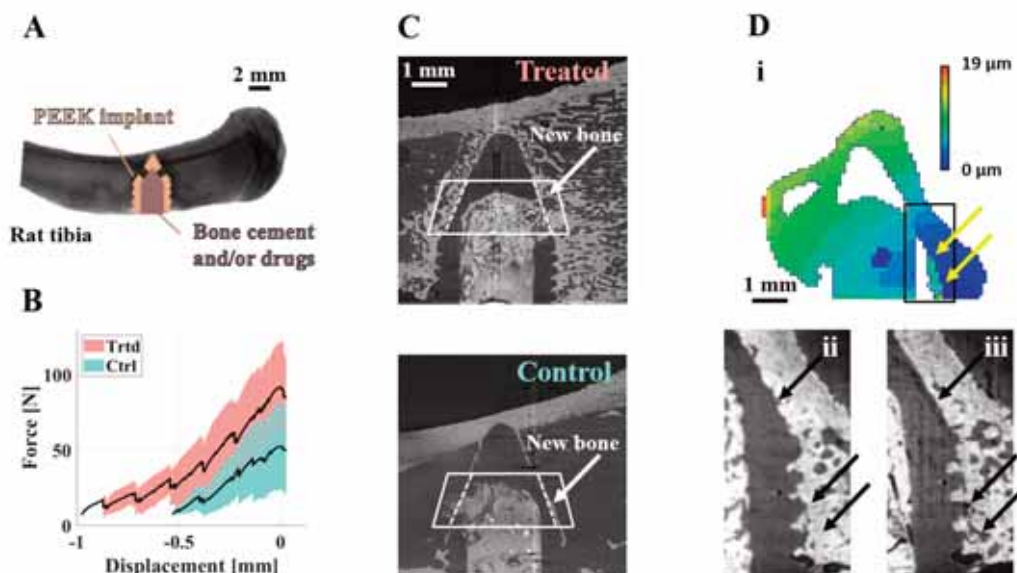 A
2 mm
PEEK implant
Rat tibia
Bone cement
and/or drugs
B
Trtd
Ctrl
Force [N]
100
50
0
-1
-0.5
0
Displacement [mm]
C
1 mm
Treated
New bone
Control
New bone
D
i
19 µm
0 µm
1 mm
ii
iii